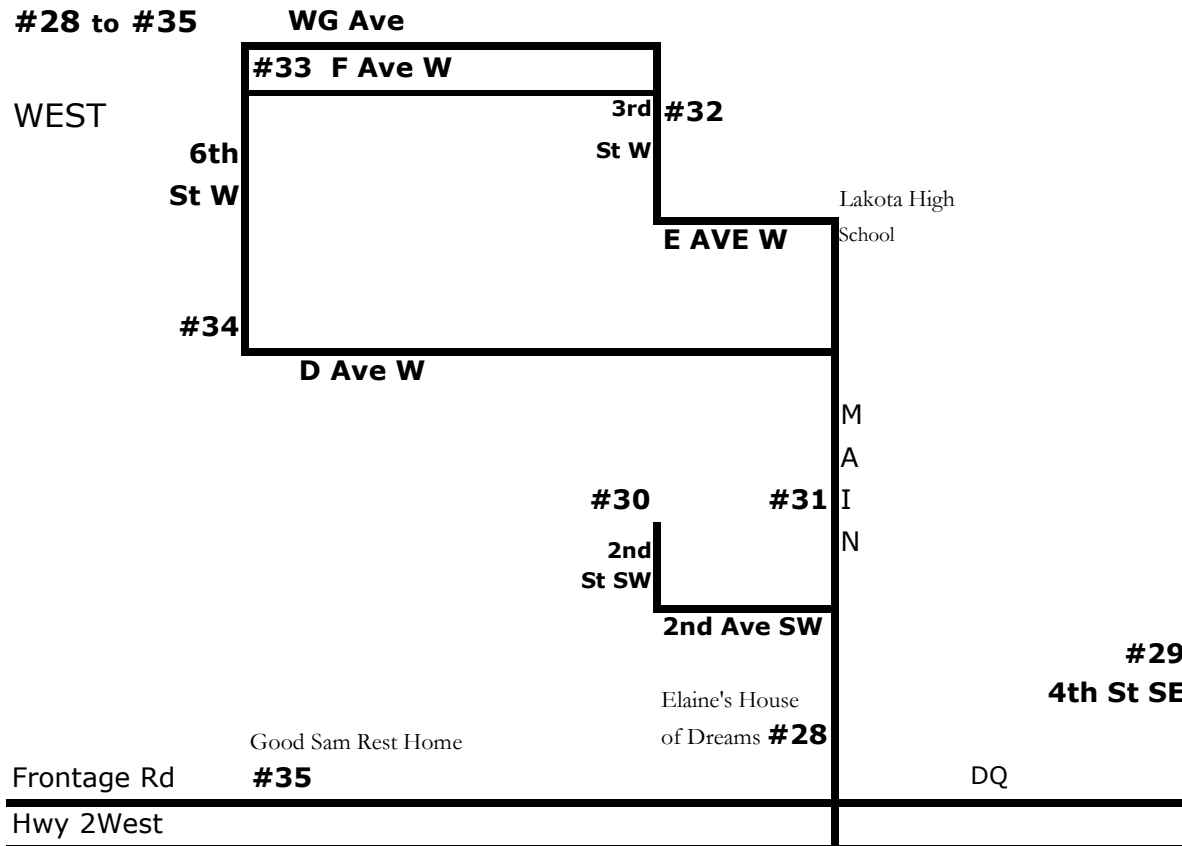 #28 to #35 WG Ave
#33 F Ave W
WEST
3rd #32
6th
St W
St W
Lakota High
School
E AVE W
#34
D Ave W
M
A
#30 #31 I
N
2nd
St SW
2nd Ave SW
#29
4th St SE
Elaine's House
of Dreams #28
Good Sam Rest Home
Frontage Rd #35 DQ
Hwy 2West